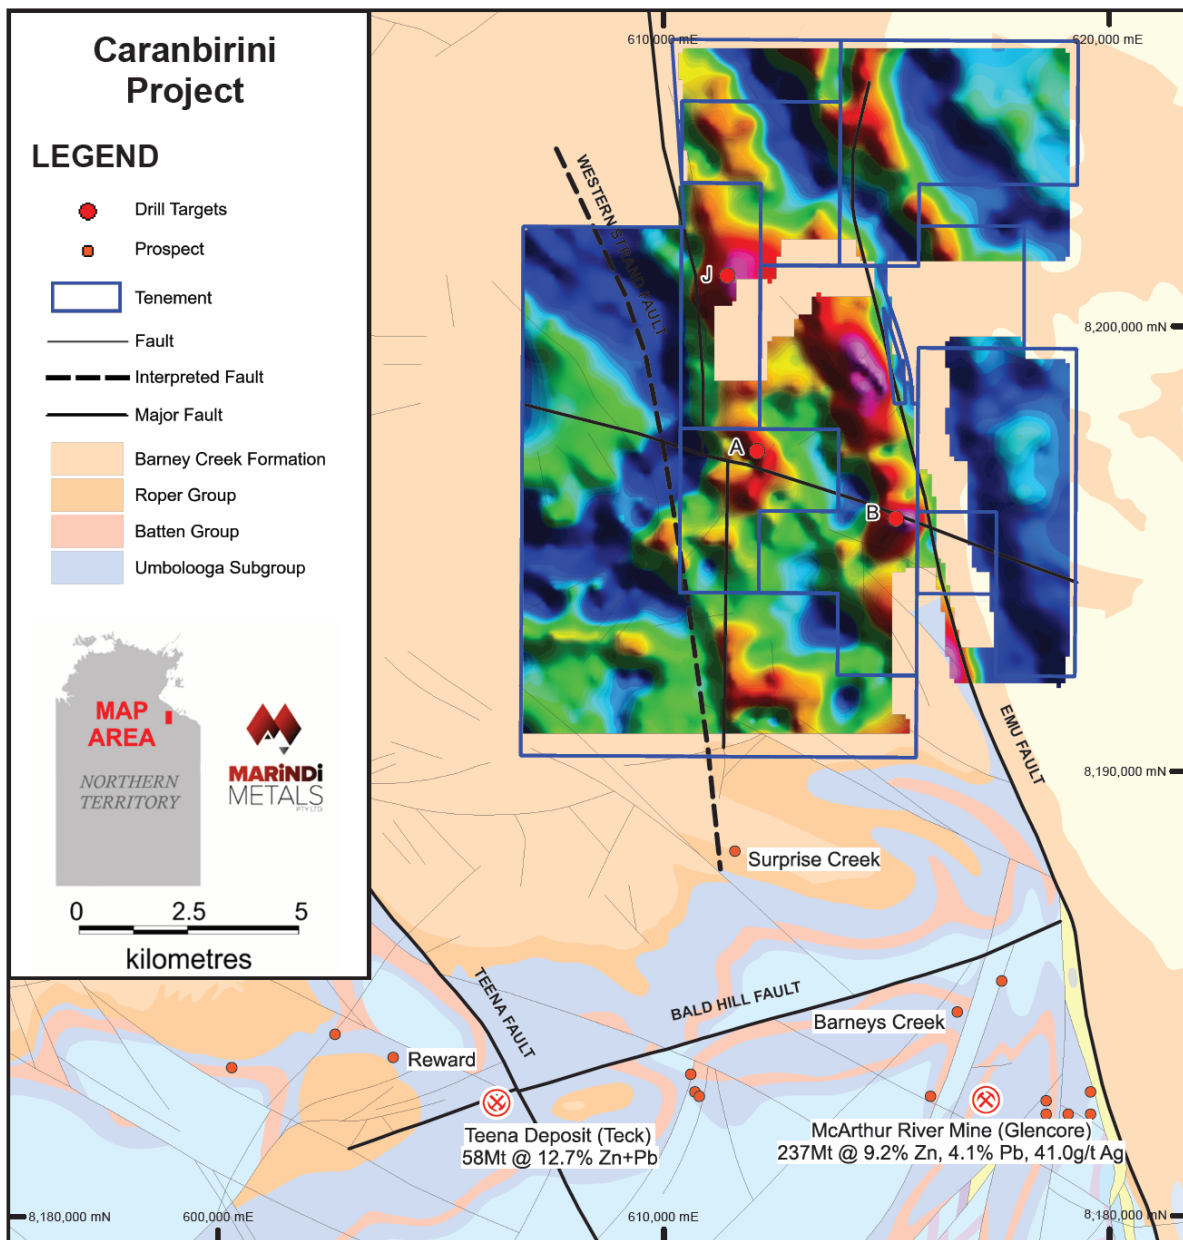 Caranbirini
Project
LEGEND
Drill Targets
Prospect
Tenement
Fault
Interpreted Fault
Major Fault
Barney Creek Formation
Roper Group
Batten Group
Umbolooga Subgroup
MAP
AREA
NORTHERN
TERRITORY
MARiNDi
METALS
PTY LTD
0 2.5 5
kilometres
610,000 mE
620,000 mE
WESTERN STRAND FAULT
J
8,200,000 mN
A
B
EMU FAULT
8,190,000 mN
Surprise Creek
TEENA FAULT
BALD HILL FAULT
Barneys Creek
Reward
Teena Deposit (Teck)
58Mt @ 12.7% Zn+Pb
McArthur River Mine (Glencore)
237Mt @ 9.2% Zn, 4.1% Pb, 41.0g/t Ag
8,180,000 mN
600,000 mE
610,000 mE
8,180,000 mN